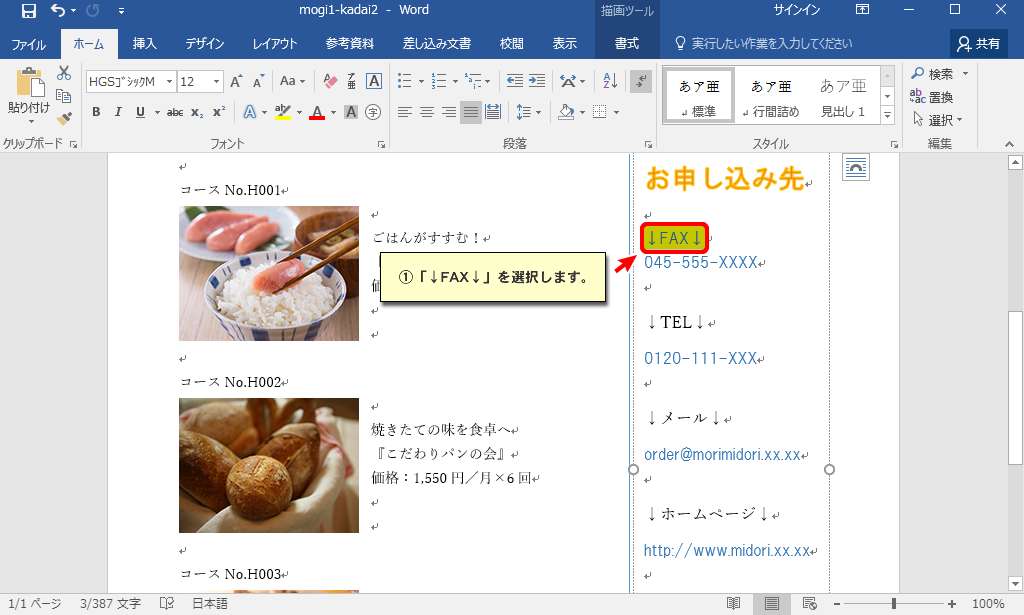 mogi1-kadai2 - Word
描画ツール
サインイン
ファイル ホーム 挿入 デザイン レイアウト 参考資料 差し込み文書 校閲 表示 書式 実行したい作業を入力してください 共有
貼り付け
クリップボード
HGSｺﾞｼｯｸM 12 A A Aa A
B I U abc x₂ x² A ab A A 字
フォント
段落
あア亜 あア亜 あア亜
↲標準 ↲行間詰め 見出し 1
スタイル
検索
置換
選択
編集
コース No.H001
ごはんがすすむ！
価
コース No.H002
焼きたての味を食卓へ
『こだわりパンの会』
価格：1,550 円／月×6 回
コース No.H003
①「↓FAX↓」を選択します。
お申し込み先
↓FAX↓
045-555-XXXX
↓TEL↓
0120-111-XXX
↓メール↓
order@morimidori.xx.xx
↓ホームページ↓
http://www.midori.xx.xx
1/1 ページ 3/387 文字 日本語 100%